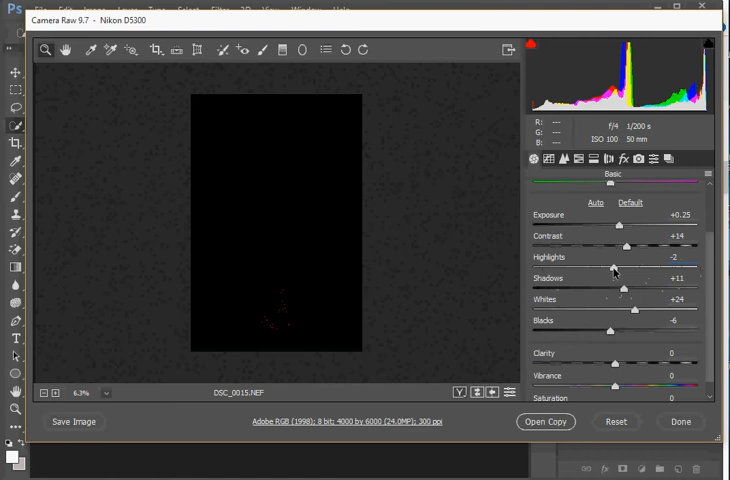 Ps
Camera Raw 9.7 - Nikon D5300
R: ---
G: ---
B: ---
f/4 1/200 s
ISO 100 50 mm
fx
Basic
Auto Default
Exposure +0.25
Contrast +14
Highlights -2
Shadows +11
Whites +24
Blacks -6
Clarity 0
Vibrance 0
Saturation 0
6.3% DSC_0015.NEF Y
Save Image Adobe RGB (1998); 8 bit; 4000 by 6000 (24.0MP); 300 ppi Open Copy Reset Done
fx